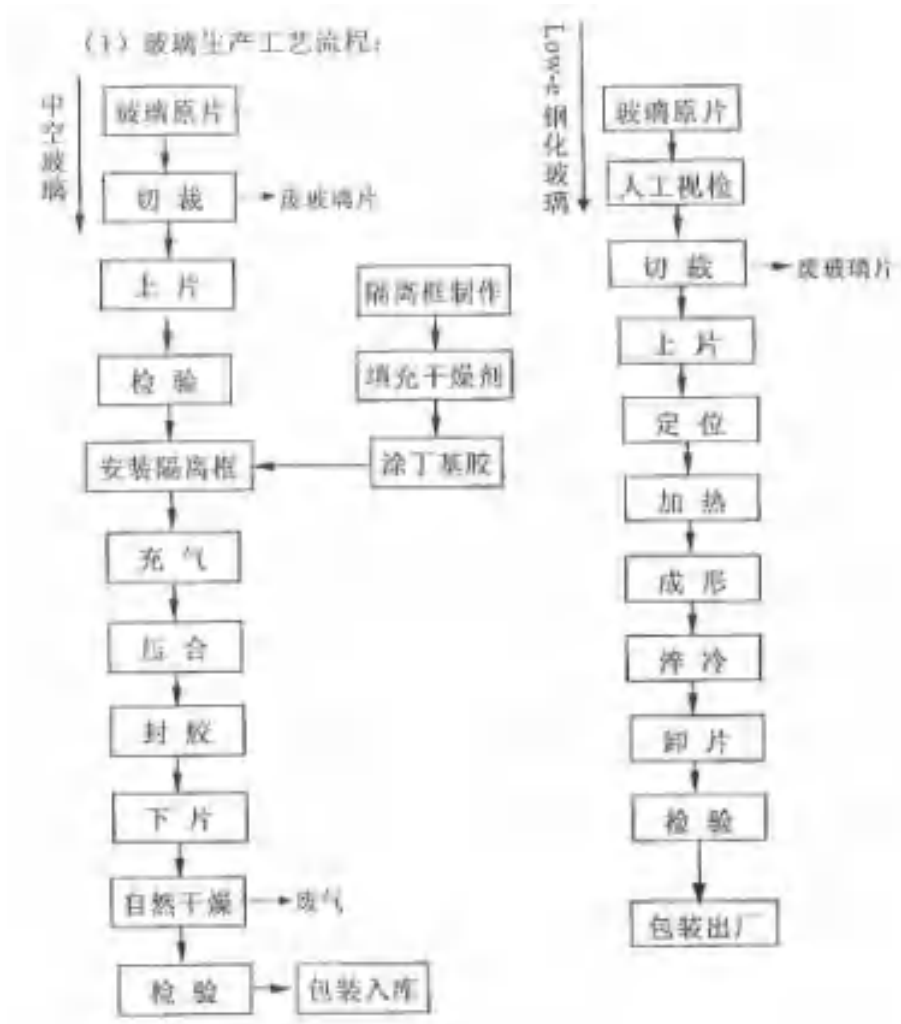 （1）玻璃生产工艺流程：
中空玻璃
玻璃原片
切裁
废玻璃片
上片
检验
隔离框制作
填充干燥剂
涂丁基胶
安装隔离框
充气
压合
封胶
下片
自然干燥
废气
检验
包装入库
Low-e 钢化玻璃
玻璃原片
人工视检
切裁
废玻璃片
上片
定位
加热
成形
淬冷
卸片
检验
包装出厂